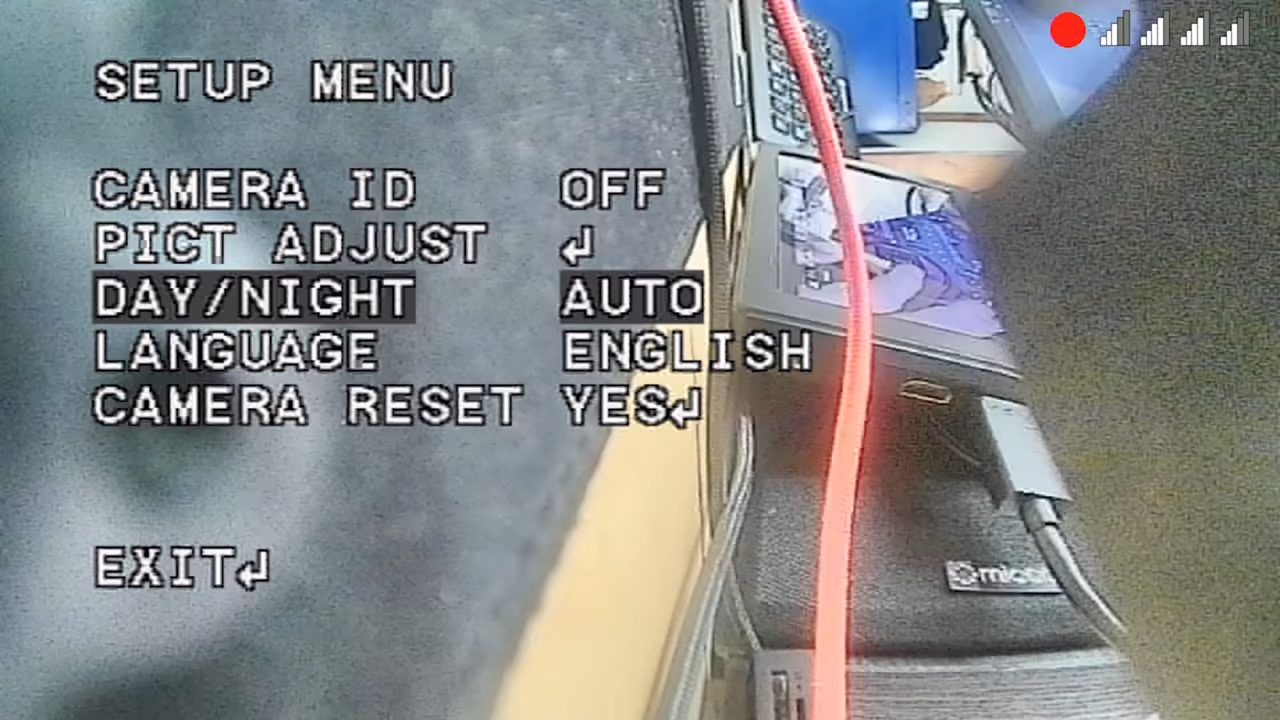 SETUP MENU
CAMERA ID OFF
PICT ADJUST ↲
DAY/NIGHT AUTO
LANGUAGE ENGLISH
CAMERA RESET YES↲
EXIT↲